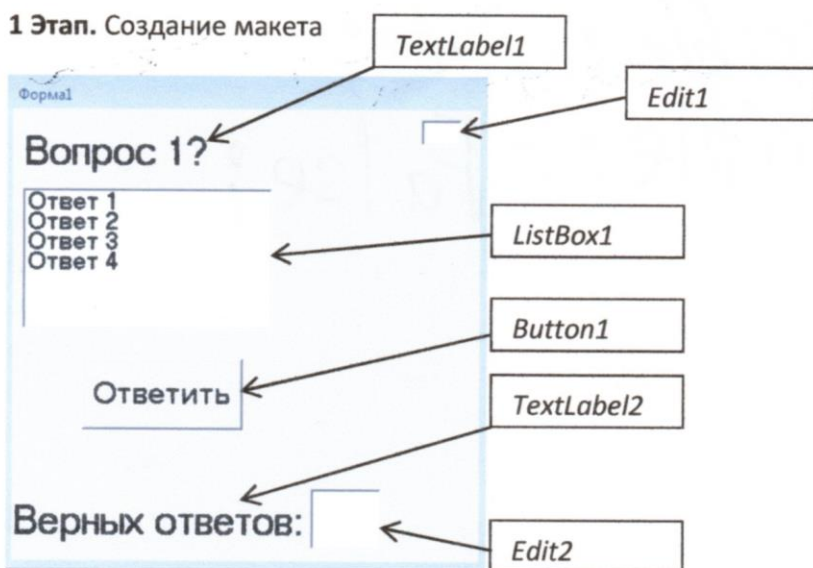 1 Этап. Создание макета
TextLabel1
Форма1
Edit1
Вопрос 1?
Ответ 1
Ответ 2
Ответ 3
Ответ 4
ListBox1
Button1
Ответить
TextLabel2
Верных ответов:
Edit2